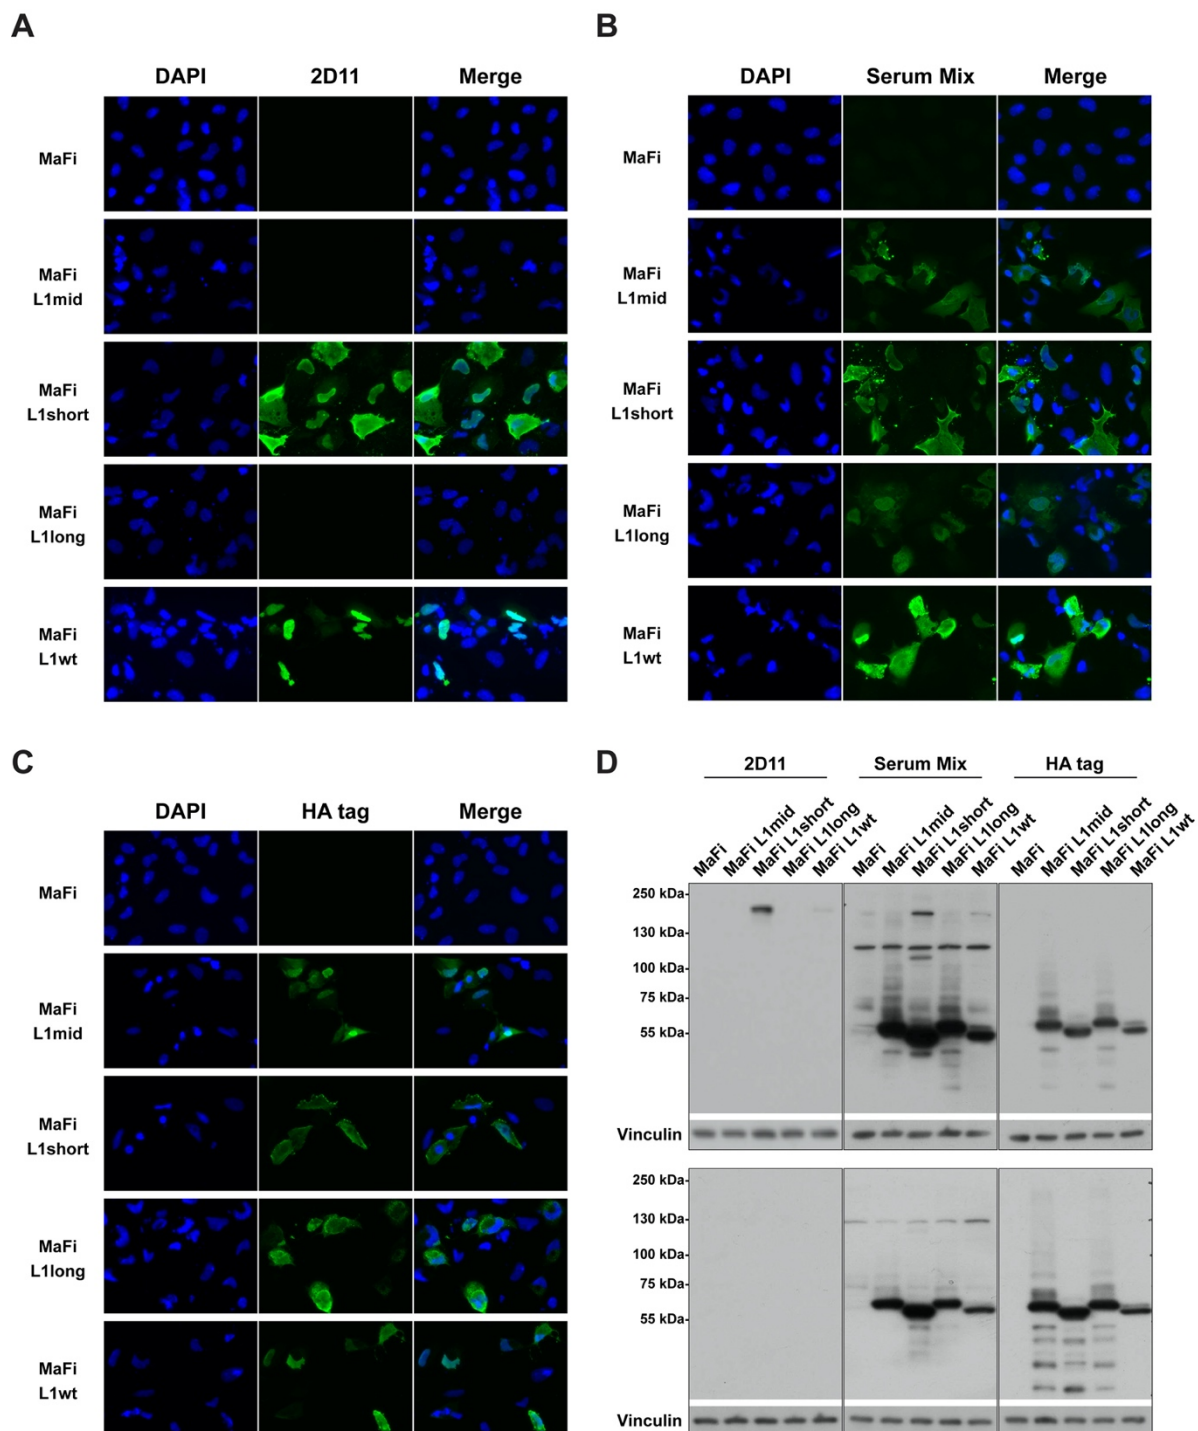 A
DAPI 2D11 Merge
MaFi
MaFi
L1mid
MaFi
L1short
MaFi
L1long
MaFi
L1wt
B
DAPI Serum Mix Merge
MaFi
MaFi
L1mid
MaFi
L1short
MaFi
L1long
MaFi
L1wt
C
DAPI HA tag Merge
MaFi
MaFi
L1mid
MaFi
L1short
MaFi
L1long
MaFi
L1wt
D
2D11 Serum Mix HA tag
MaFi MaFi L1mid MaFi L1short MaFi L1long MaFi L1wt MaFi MaFi L1mid MaFi L1short MaFi L1long MaFi L1wt MaFi MaFi L1mid MaFi L1short MaFi L1long MaFi L1wt
250 kDa-
130 kDa-
100 kDa-
75 kDa-
55 kDa-
Vinculin
250 kDa-
130 kDa-
100 kDa-
75 kDa-
55 kDa-
Vinculin